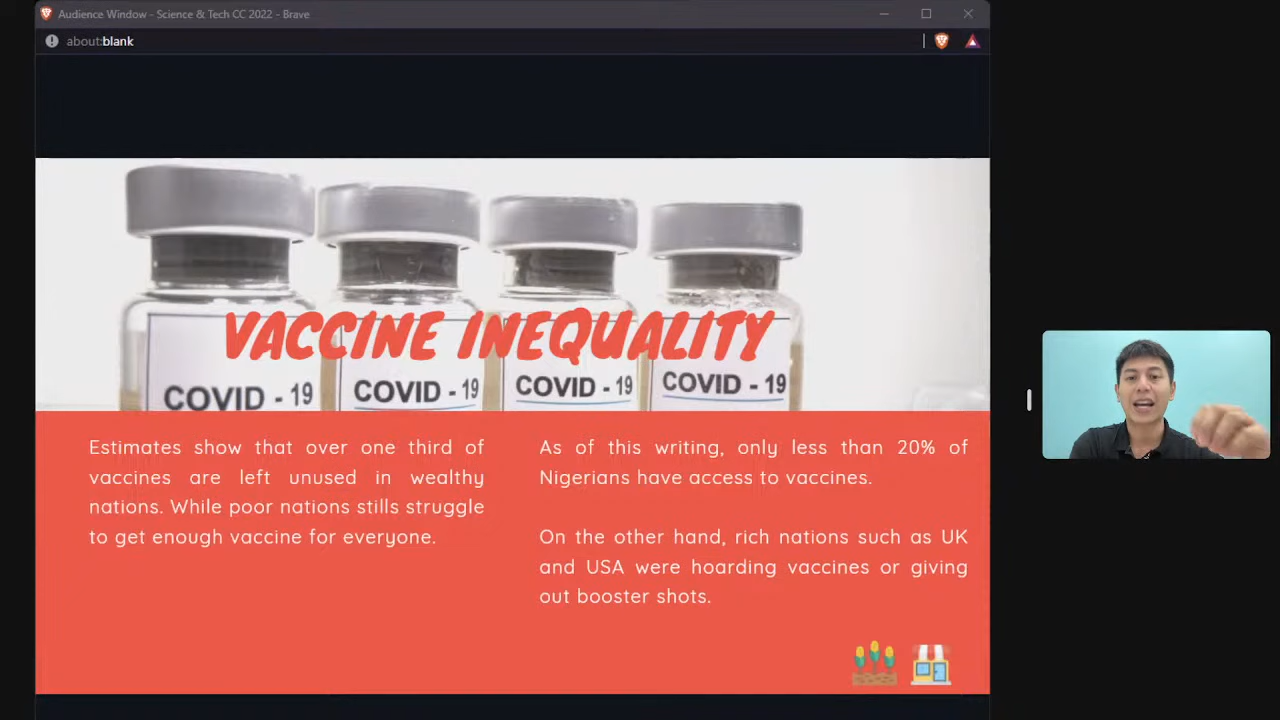 Audience Window - Science & Tech CC 2022 - Brave
about:blank
VACCINE INEQUALITY
COVID - 19
COVID - 19
COVID - 19
COVID - 19
Estimates show that over one third of
vaccines are left unused in wealthy
nations. While poor nations stills struggle
to get enough vaccine for everyone.
As of this writing, only less than 20% of
Nigerians have access to vaccines.
On the other hand, rich nations such as UK
and USA were hoarding vaccines or giving
out booster shots.